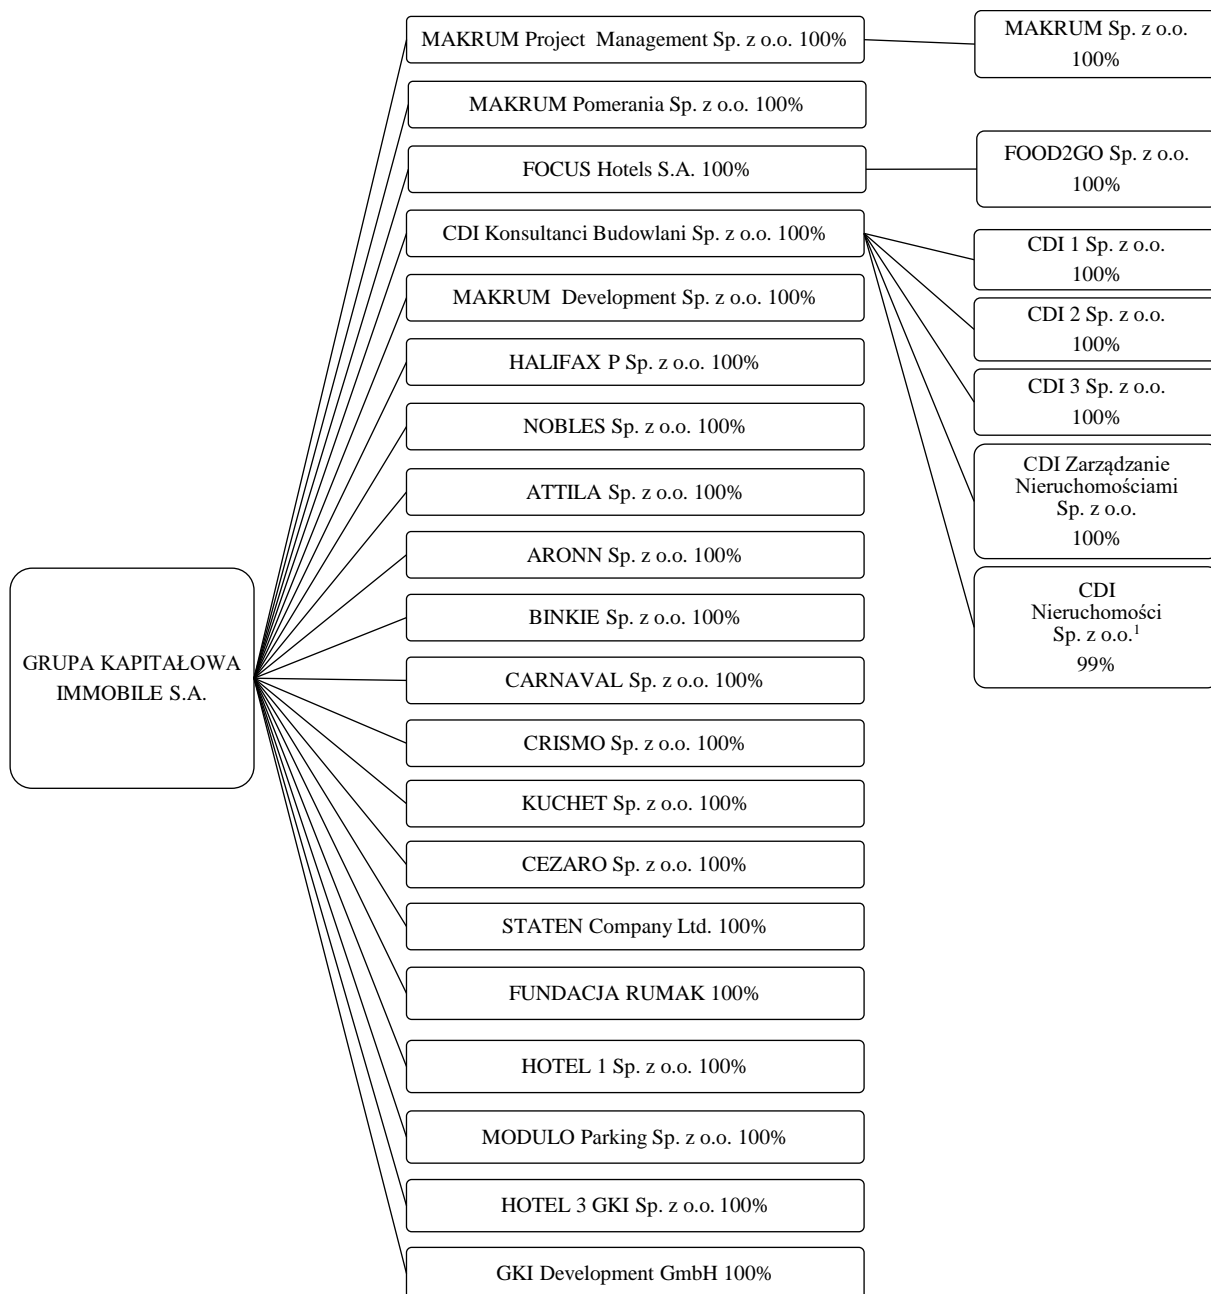 GRUPA KAPITAŁOWA
IMMOBILE S.A.
MAKRUM Project Management Sp. z o.o. 100%
MAKRUM Pomerania Sp. z o.o. 100%
FOCUS Hotels S.A. 100%
CDI Konsultanci Budowlani Sp. z o.o. 100%
MAKRUM Development Sp. z o.o. 100%
HALIFAX P Sp. z o.o. 100%
NOBLES Sp. z o.o. 100%
ATTILA Sp. z o.o. 100%
ARONN Sp. z o.o. 100%
BINKIE Sp. z o.o. 100%
CARNAVAL Sp. z o.o. 100%
CRISMO Sp. z o.o. 100%
KUCHET Sp. z o.o. 100%
CEZARO Sp. z o.o. 100%
STATEN Company Ltd. 100%
FUNDACJA RUMAK 100%
HOTEL 1 Sp. z o.o. 100%
MODULO Parking Sp. z o.o. 100%
HOTEL 3 GKI Sp. z o.o. 100%
GKI Development GmbH 100%
MAKRUM Sp. z o.o.
100%
FOOD2GO Sp. z o.o.
100%
CDI 1 Sp. z o.o.
100%
CDI 2 Sp. z o.o.
100%
CDI 3 Sp. z o.o.
100%
CDI Zarządzanie
Nieruchomościami
Sp. z o.o.
100%
CDI
Nieruchomości
Sp. z o.o.¹
99%